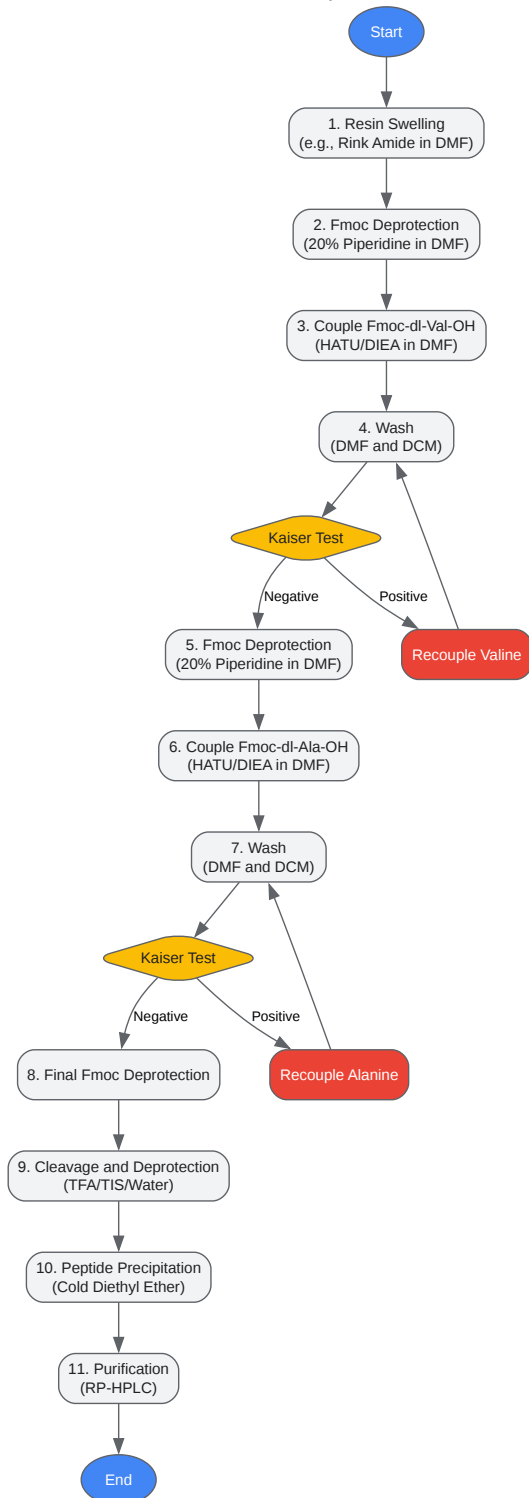 Start
1. Resin Swelling
(e.g., Rink Amide in DMF)
2. Fmoc Deprotection
(20% Piperidine in DMF)
3. Couple Fmoc-dl-Val-OH
(HATU/DIEA in DMF)
4. Wash
(DMF and DCM)
Kaiser Test
Negative
Positive
5. Fmoc Deprotection
(20% Piperidine in DMF)
Recouple Valine
6. Couple Fmoc-dl-Ala-OH
(HATU/DIEA in DMF)
7. Wash
(DMF and DCM)
Kaiser Test
Negative
Positive
8. Final Fmoc Deprotection
Recouple Alanine
9. Cleavage and Deprotection
(TFA/TIS/Water)
10. Peptide Precipitation
(Cold Diethyl Ether)
11. Purification
(RP-HPLC)
End